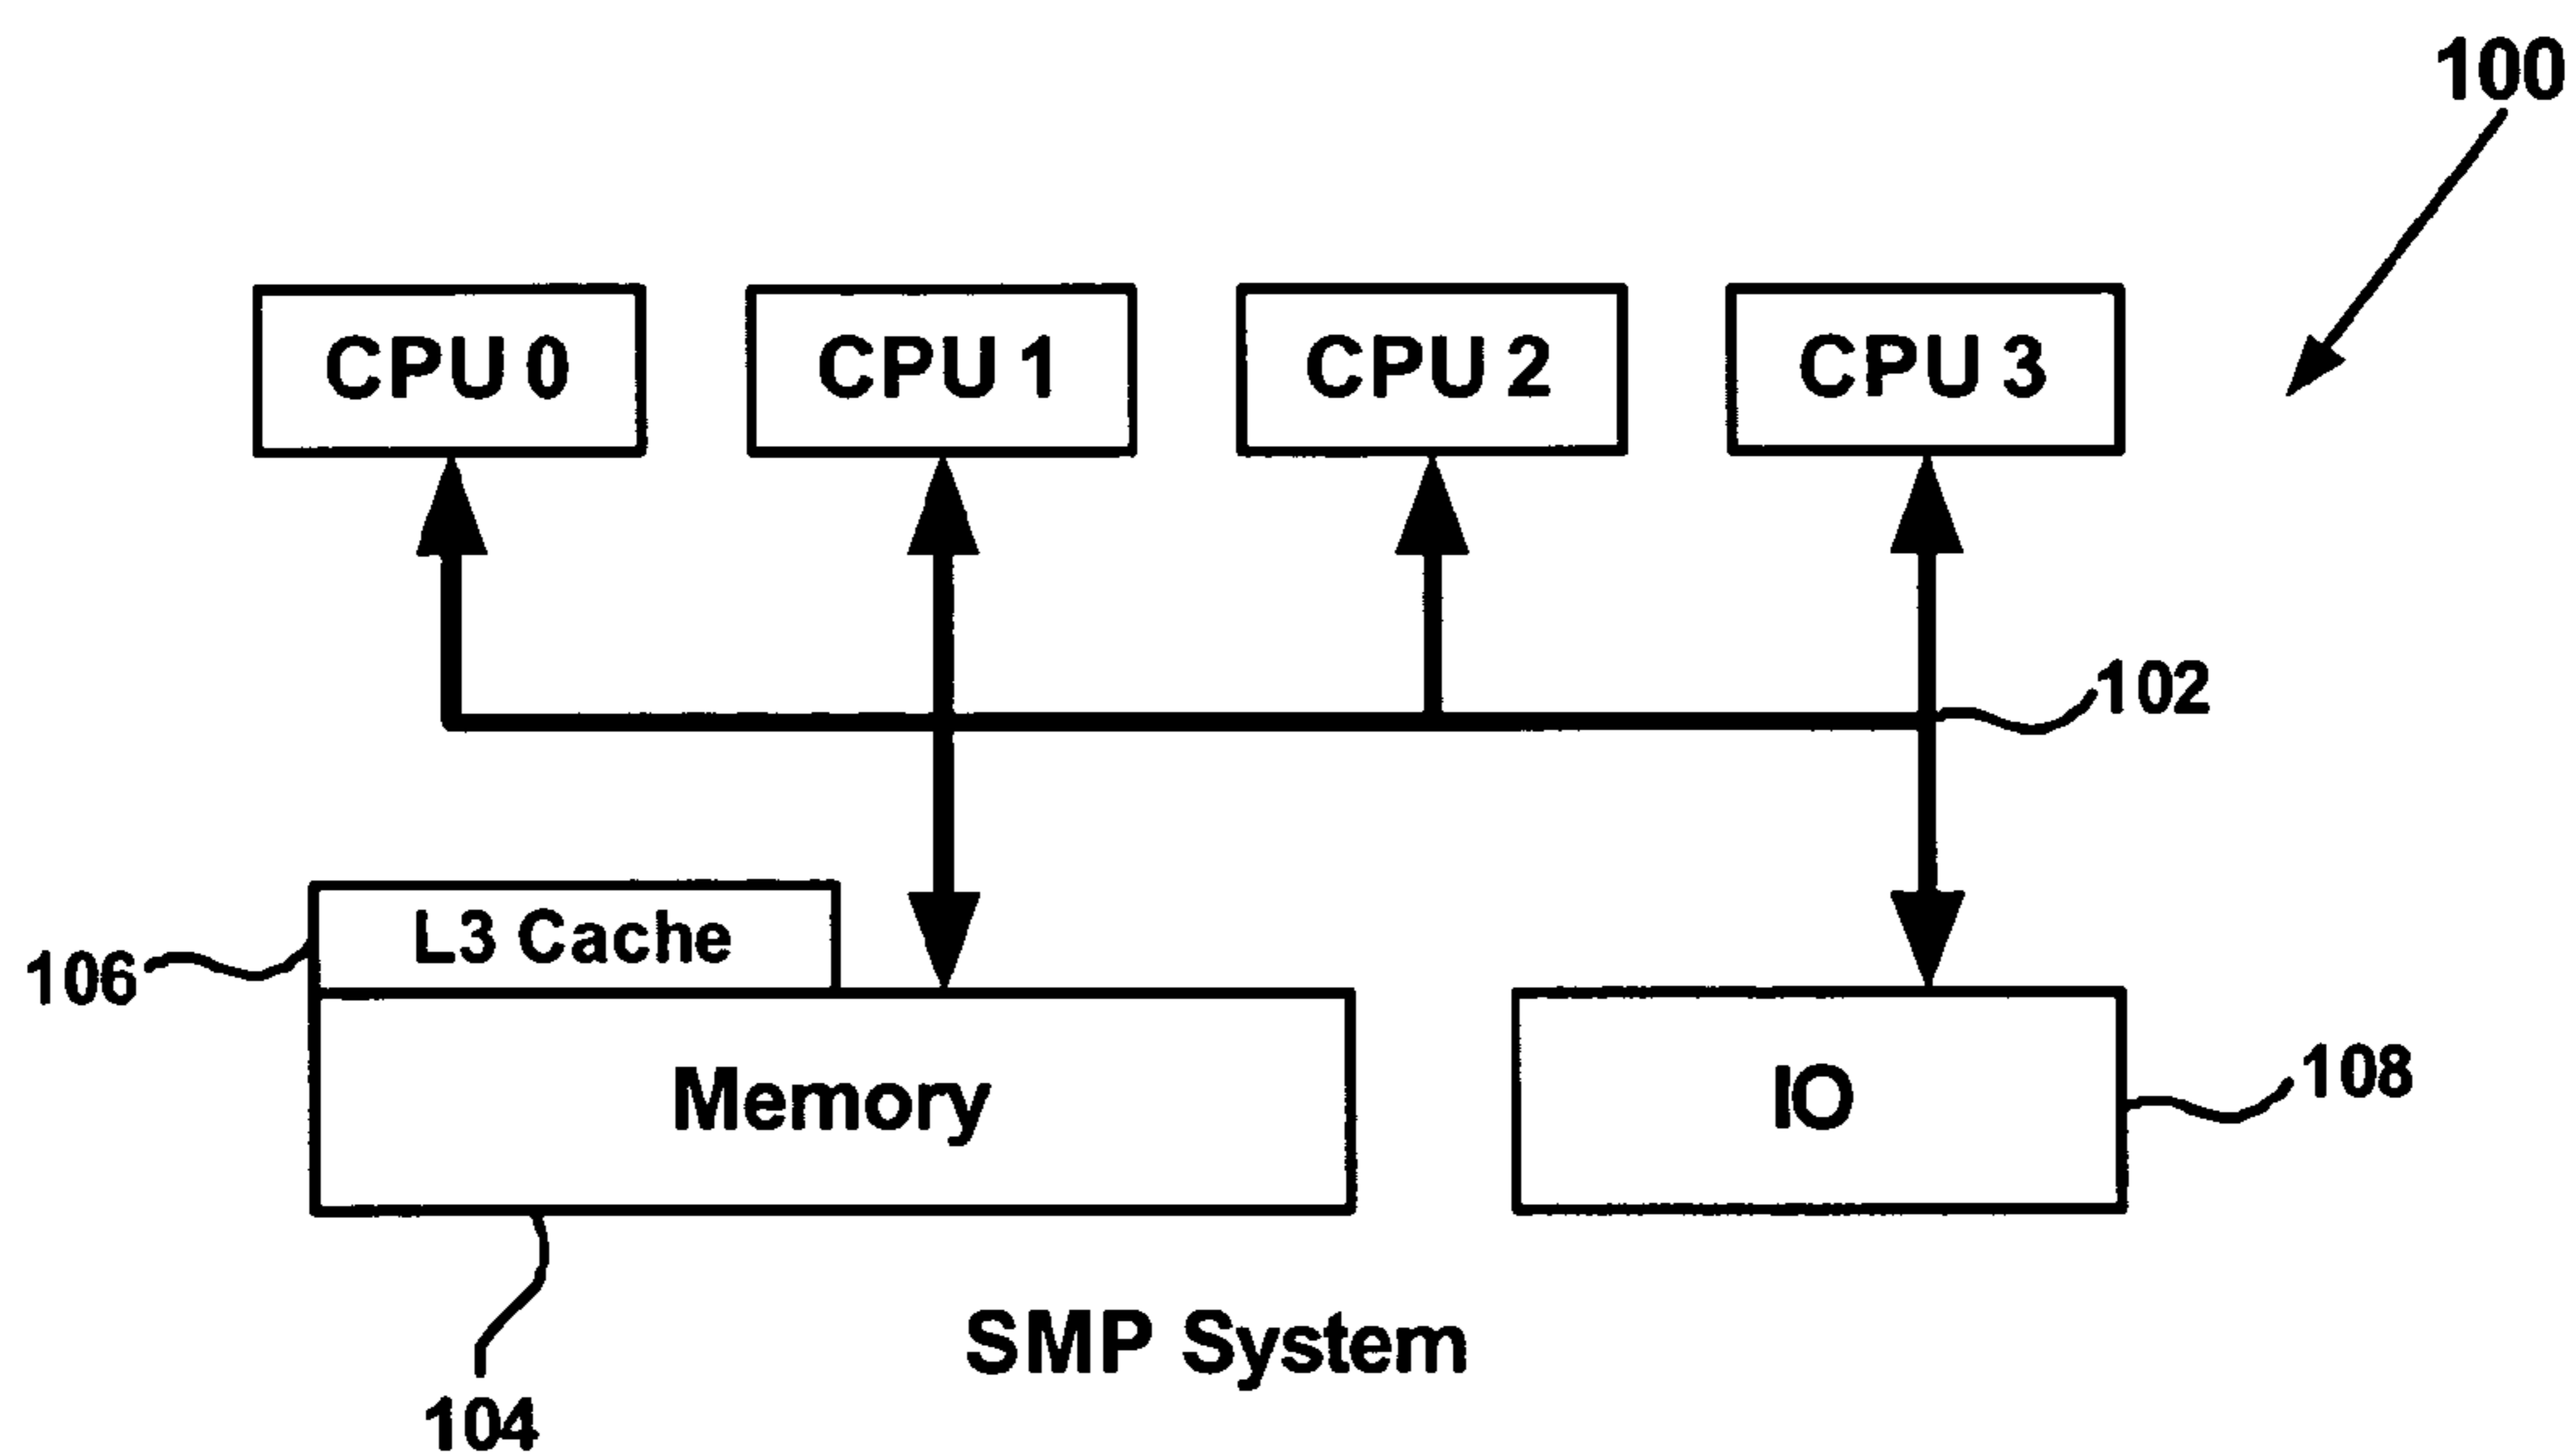 100
CPU 0 CPU 1 CPU 2 CPU 3
102
L3 Cache
106
Memory
IO
108
SMP System
104